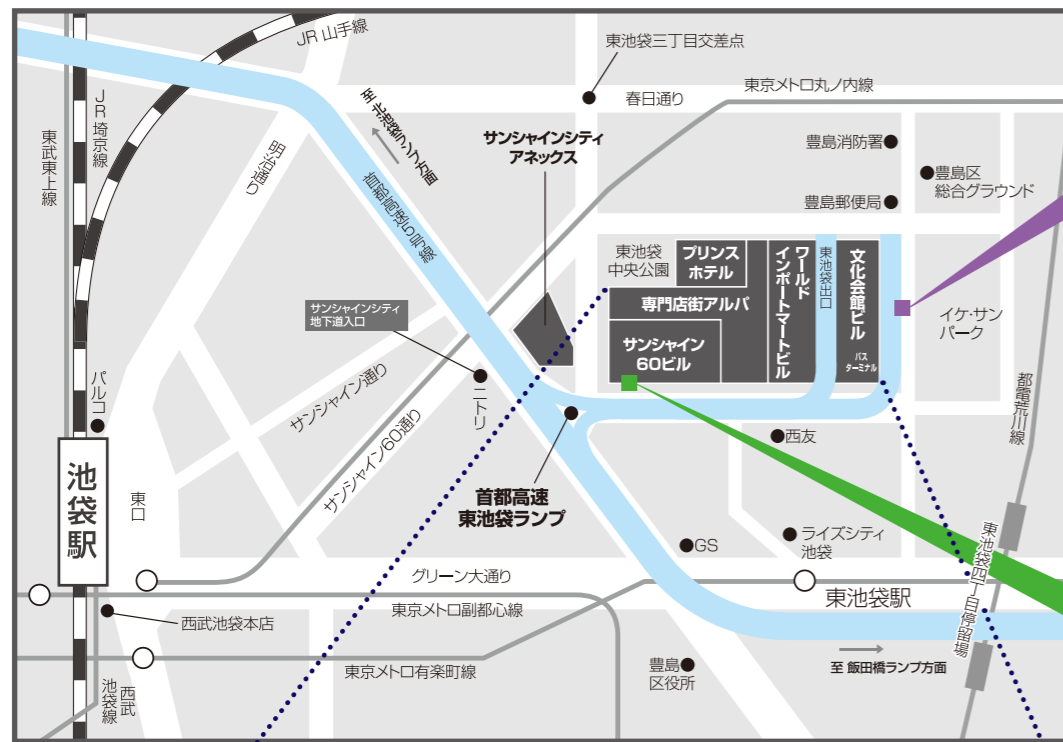 JR 山手線
東池袋三丁目交差点
東京メトロ丸ノ内線
春日通り
JR埼京線
東武東上線
明治通り
至 北池袋ランプ方面
首都高速5号線
サンシャインシティ
アネックス
豊島消防署
豊島区
総合グラウンド
豊島郵便局
東池袋
中央公園
プリンス
ホテル
ワールド
インポートマートビル
東池袋出口
文化会館ビル
バス
ターミナル
専門店街アルパ
サンシャイン
60ビル
イケ・サン
パーク
サンシャインシティ
地下道入口
パルコ
サンシャイン通り
サンシャイン60通り
ニトリ
都電荒川線
西友
首都高速
東池袋ランプ
池袋駅
東口
GS
ライズシティ
池袋
東池袋四丁目停留場
グリーン大通り
東京メトロ副都心線
東池袋駅
西武池袋本店
東京メトロ有楽町線
豊島
区役所
至 飯田橋ランプ方面
西武
池袋線